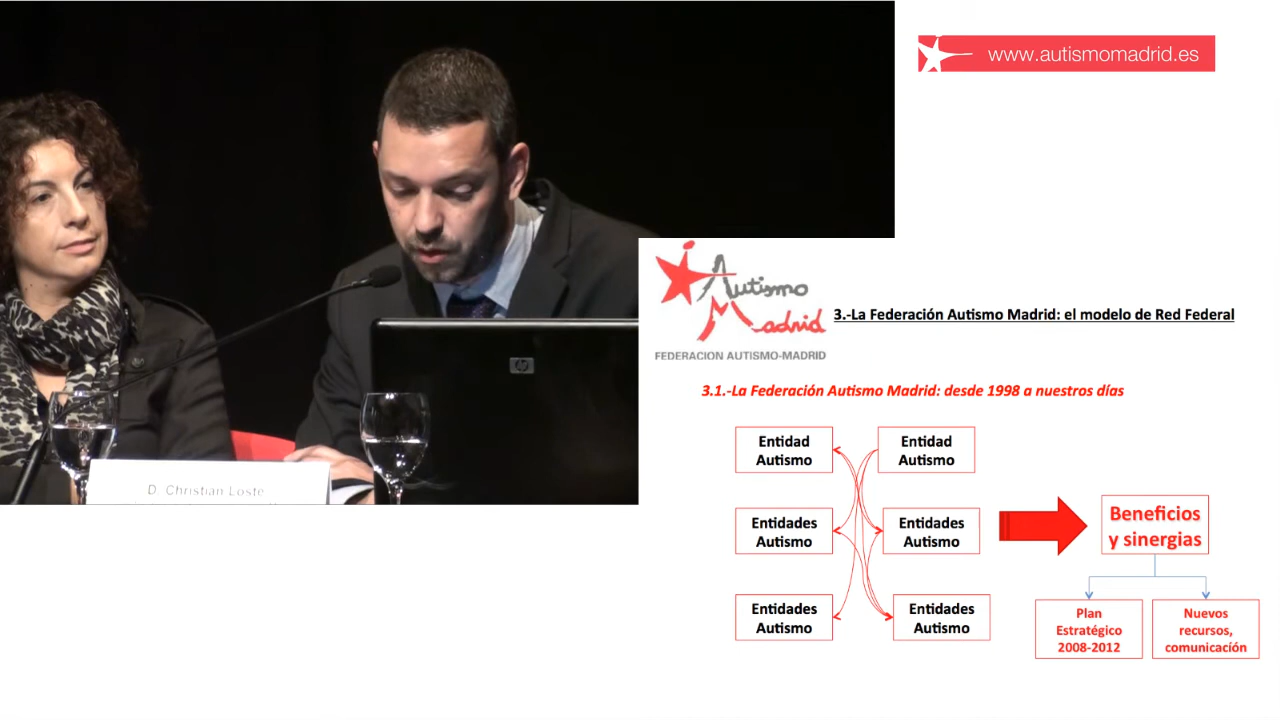 www.autismomadrid.es
Autismo
Madrid
FEDERACION AUTISMO-MADRID
3.-La Federación Autismo Madrid: el modelo de Red Federal
3.1.-La Federación Autismo Madrid: desde 1998 a nuestros días
Entidad
Autismo
Entidad
Autismo
Entidades
Autismo
Entidades
Autismo
Entidades
Autismo
Entidades
Autismo
Beneficios
y sinergias
Plan
Estratégico
2008-2012
Nuevos
recursos,
comunicacíón
hp
D. Christian Loste